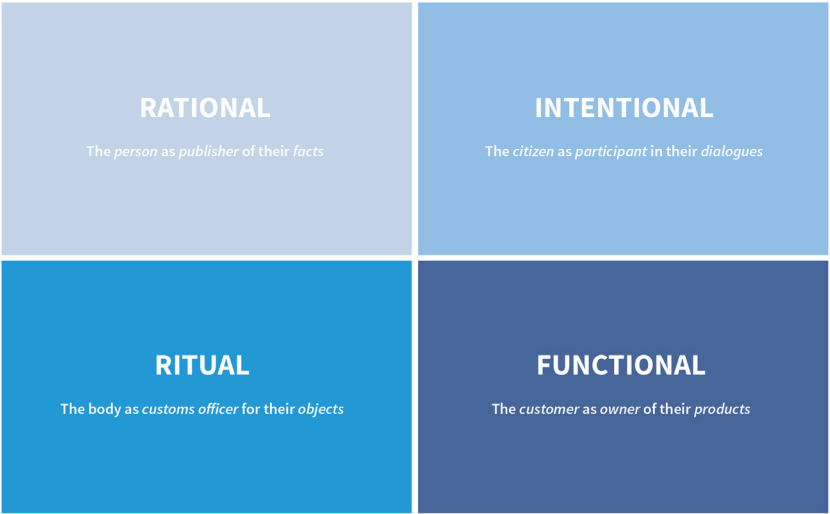 RATIONAL
The person as publisher of their facts
INTENTIONAL
The citizen as participant in their dialogues
RITUAL
The body as customs officer for their objects
FUNCTIONAL
The customer as owner of their products